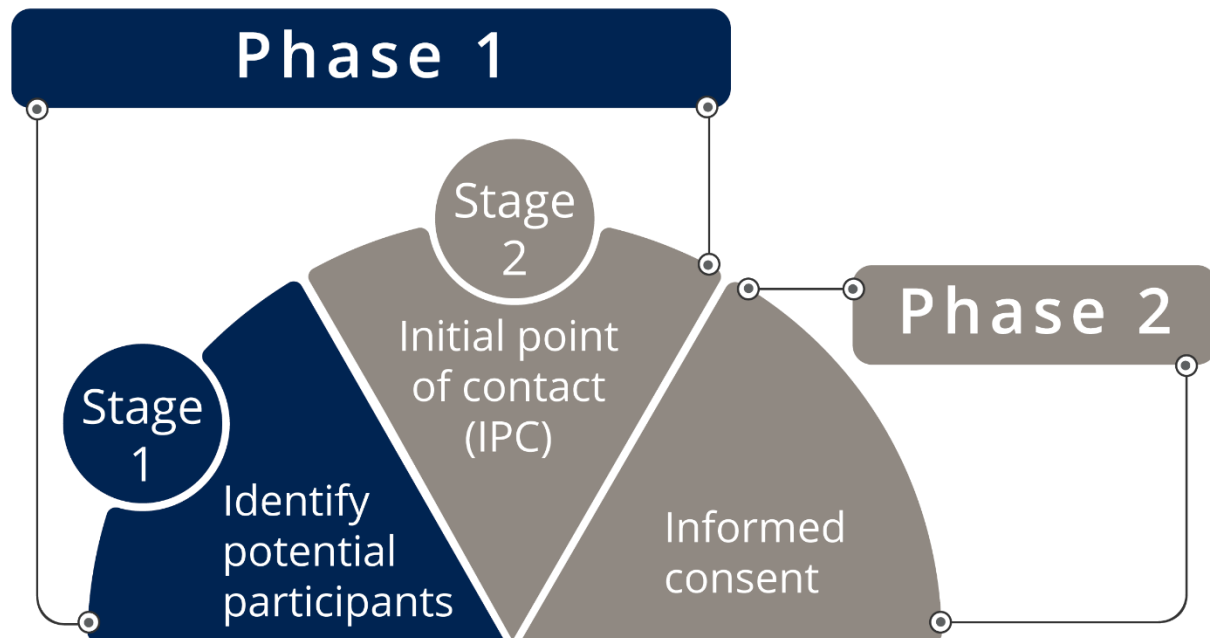 Phase 1
Stage
1
Identify
potential
participants
Stage
2
Initial point
of contact
(IPC)
Phase 2
Informed
consent